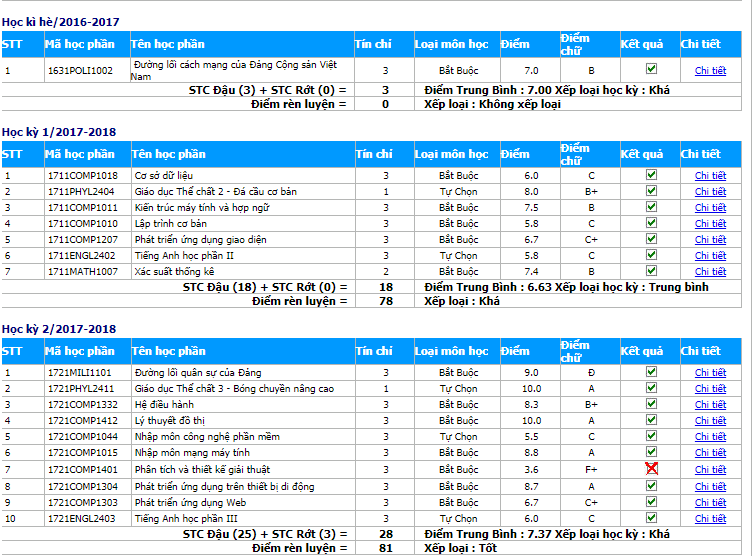 Học kì hè/2016-2017
STT Mã học phần Tên học phần Tín chỉ Loại môn học Điểm Điểm chữ Kết quả Chi tiết
1 1631POLI1002 Đường lối cách mạng của Đảng Cộng sản Việt Nam 3 Bắt Buộc 7.0 B Chi tiết
STC Đậu (3) + STC Rớt (0) = 3 Điểm Trung Bình : 7.00 Xếp loại học kỳ : Khá
Điểm rèn luyện = 0 Xếp loại : Không xếp loại
Học kỳ 1/2017-2018
STT Mã học phần Tên học phần Tín chỉ Loại môn học Điểm Điểm chữ Kết quả Chi tiết
1 1711COMP1018 Cơ sở dữ liệu 3 Bắt Buộc 6.0 C Chi tiết
2 1711PHYL2404 Giáo dục Thể chất 2 - Đá cầu cơ bản 1 Tự Chọn 8.0 B+ Chi tiết
3 1711COMP1011 Kiến trúc máy tính và hợp ngữ 3 Bắt Buộc 7.5 B Chi tiết
4 1711COMP1010 Lập trình cơ bản 3 Bắt Buộc 5.8 C Chi tiết
5 1711COMP1207 Phát triển ứng dụng giao diện 3 Bắt Buộc 6.7 C+ Chi tiết
6 1711ENGL2402 Tiếng Anh học phần II 3 Tự Chọn 5.8 C Chi tiết
7 1711MATH1007 Xác suất thống kê 2 Bắt Buộc 7.4 B Chi tiết
STC Đậu (18) + STC Rớt (0) = 18 Điểm Trung Bình : 6.63 Xếp loại học kỳ : Trung bình
Điểm rèn luyện = 78 Xếp loại : Khá
Học kỳ 2/2017-2018
STT Mã học phần Tên học phần Tín chỉ Loại môn học Điểm Điểm chữ Kết quả Chi tiết
1 1721MILI1101 Đường lối quân sự của Đảng 3 Bắt Buộc 9.0 Đ Chi tiết
2 1721PHYL2411 Giáo dục Thể chất 3 - Bóng chuyền nâng cao 1 Tự Chọn 10.0 A Chi tiết
3 1721COMP1332 Hệ điều hành 3 Bắt Buộc 8.3 B+ Chi tiết
4 1721COMP1412 Lý thuyết đồ thị 3 Bắt Buộc 10.0 A Chi tiết
5 1721COMP1044 Nhập môn công nghệ phần mềm 3 Tự Chọn 5.5 C Chi tiết
6 1721COMP1015 Nhập môn mạng máy tính 3 Bắt Buộc 8.8 A Chi tiết
7 1721COMP1401 Phân tích và thiết kế giải thuật 3 Bắt Buộc 3.6 F+ Chi tiết
8 1721COMP1304 Phát triển ứng dụng trên thiết bị di động 3 Bắt Buộc 8.7 A Chi tiết
9 1721COMP1303 Phát triển ứng dụng Web 3 Bắt Buộc 6.7 C+ Chi tiết
10 1721ENGL2403 Tiếng Anh học phần III 3 Tự Chọn 6.0 C Chi tiết
STC Đậu (25) + STC Rớt (3) = 28 Điểm Trung Bình : 7.37 Xếp loại học kỳ : Khá
Điểm rèn luyện = 81 Xếp loại : Tốt